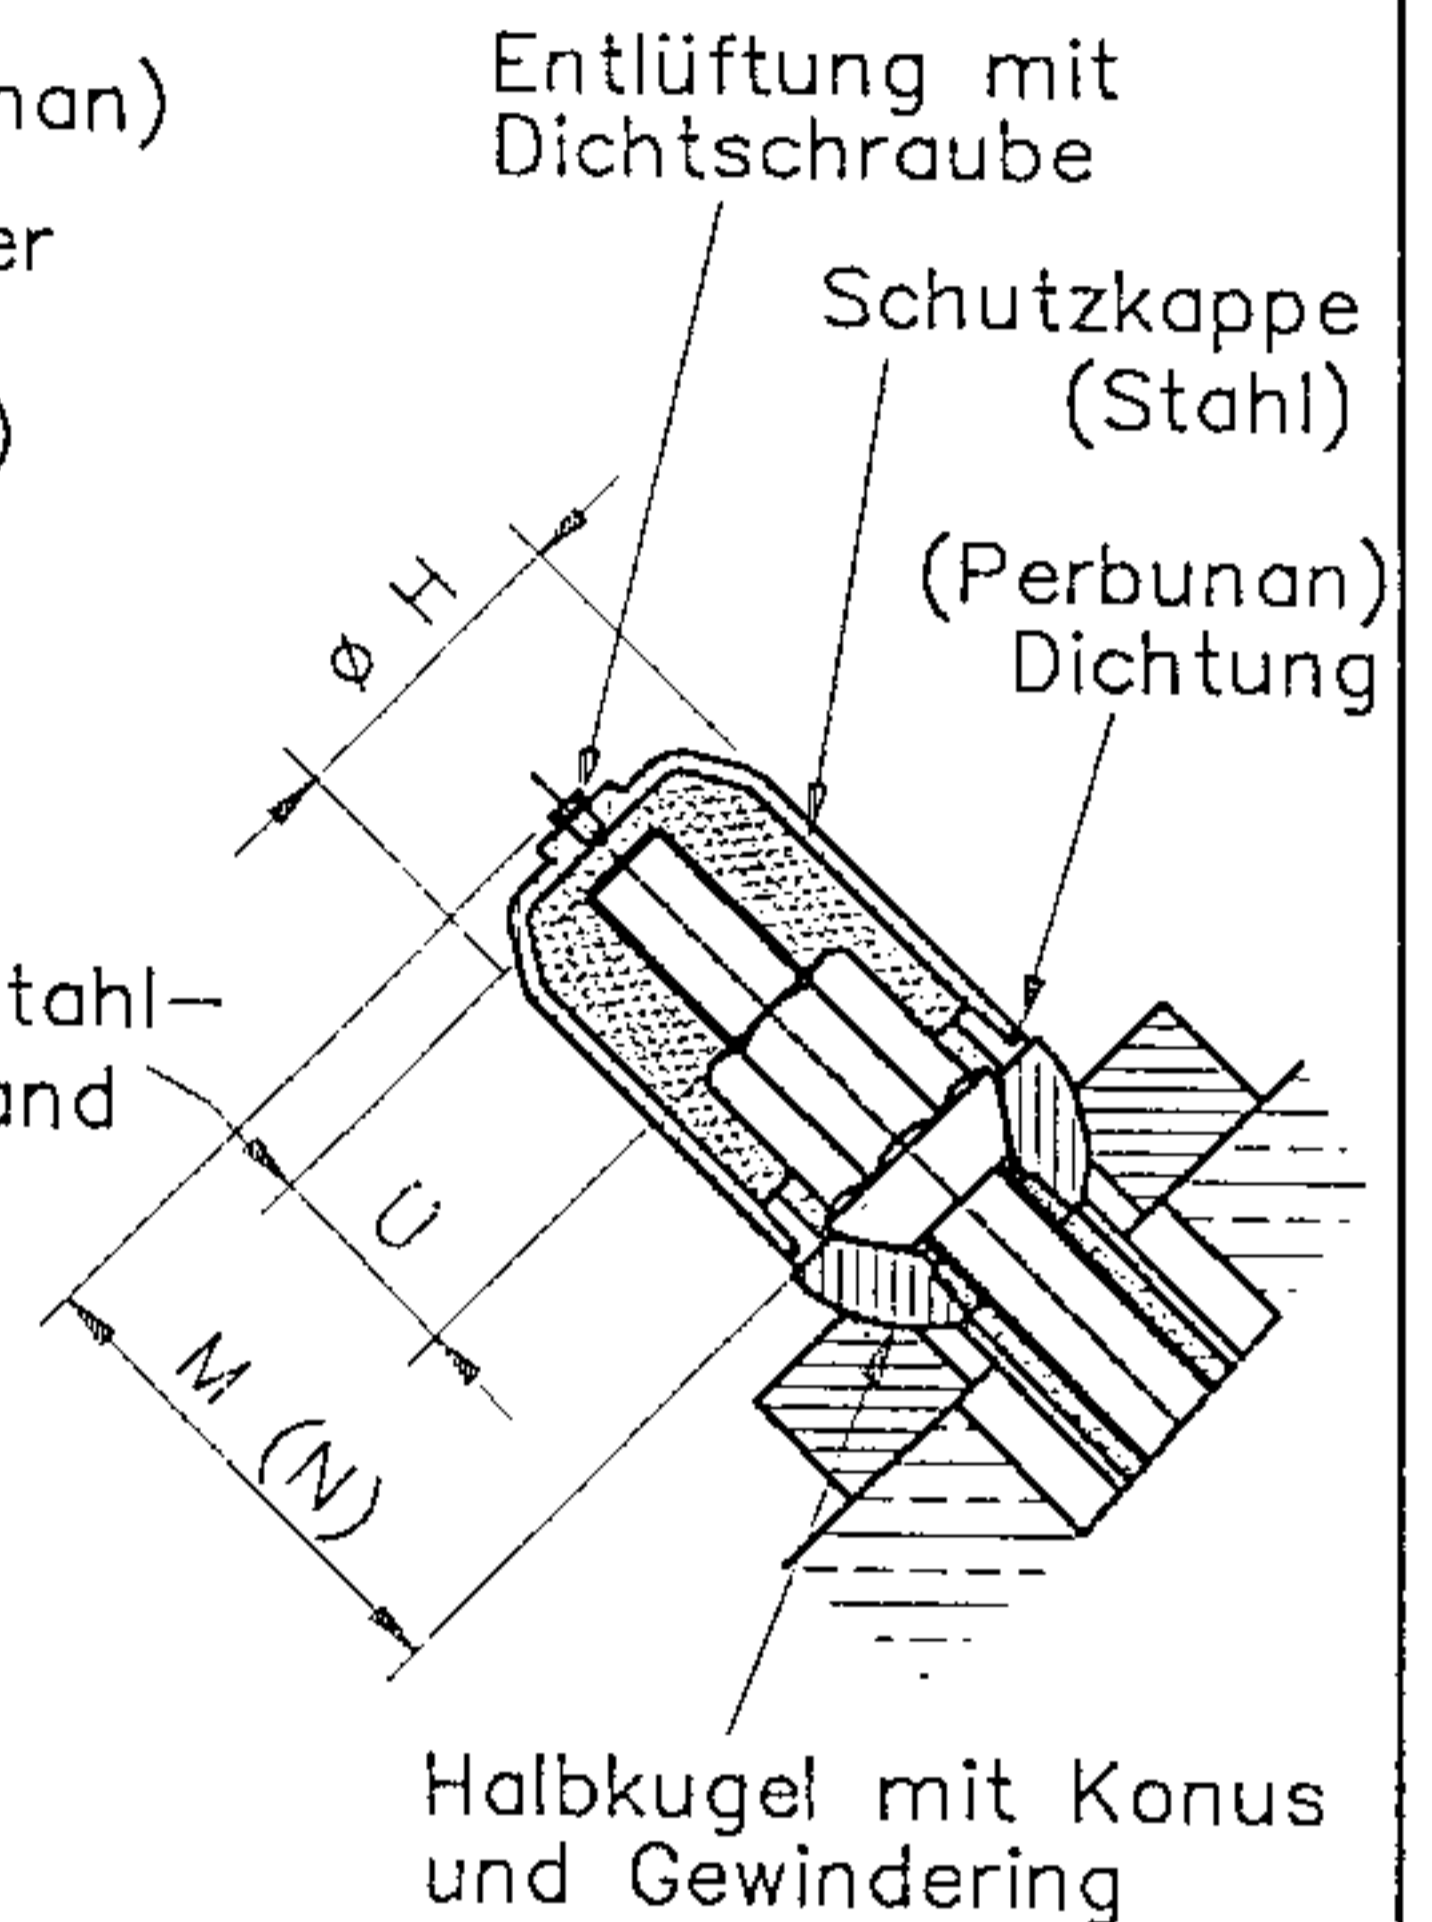 Entlüftung mit
Dichtschraube
nan)
er
Schutzkappe
(Stahl)
)
(Perbunan)
Dichtung
ø H
tahl-
and
Ü
M (N)
Halbkugel mit Konus
und Gewindering